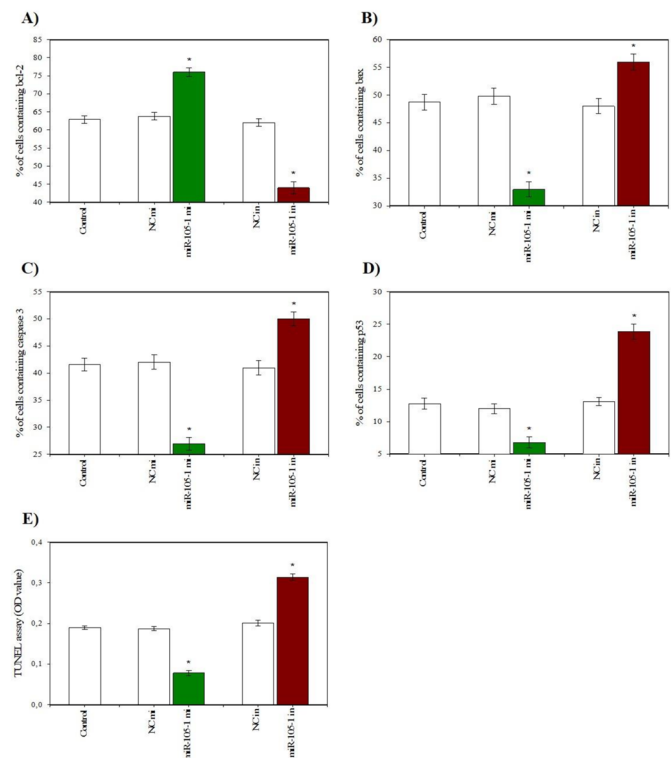 A)
% of cells containing bcl-2
85
80
75
70
65
60
55
50
45
40
*
*
Control
NC mi
miR-105-1 mi
NC in
miR-105-1 in
B)
% of cells containing bax
60
55
50
45
40
35
30
*
*
Control
NC mi
miR-105-1 mi
NC in
miR-105-1 in
C)
% of cells containing caspase 3
55
50
45
40
35
30
25
*
*
Control
NC mi
miR-105-1 mi
NC in
miR-105-1 in
D)
% of cells containing p53
30
25
20
15
10
5
*
*
Control
NC mi
miR-105-1 mi
NC in
miR-105-1 in
E)
TUNEL assay (OD value)
0,4
0,3
0,2
0,1
0,0
*
*
Control
NC mi
miR-105-1 mi
NC in
miR-105-1 in